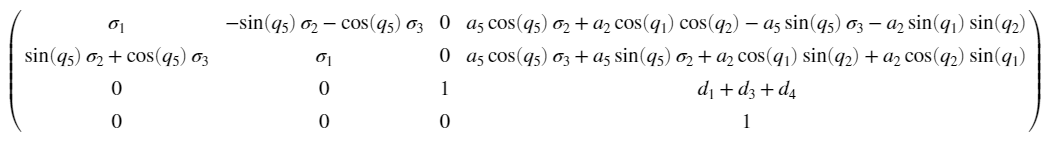 σ₁ −sin(q₅) σ₂ − cos(q₅) σ₃ 0 a₅ cos(q₅) σ₂ + a₂ cos(q₁) cos(q₂) − a₅ sin(q₅) σ₃ − a₂ sin(q₁) sin(q₂)
sin(q₅) σ₂ + cos(q₅) σ₃ σ₁ 0 a₅ cos(q₅) σ₃ + a₅ sin(q₅) σ₂ + a₂ cos(q₁) sin(q₂) + a₂ cos(q₂) sin(q₁)
0 0 1 d₁ + d₃ + d₄
0 0 0 1